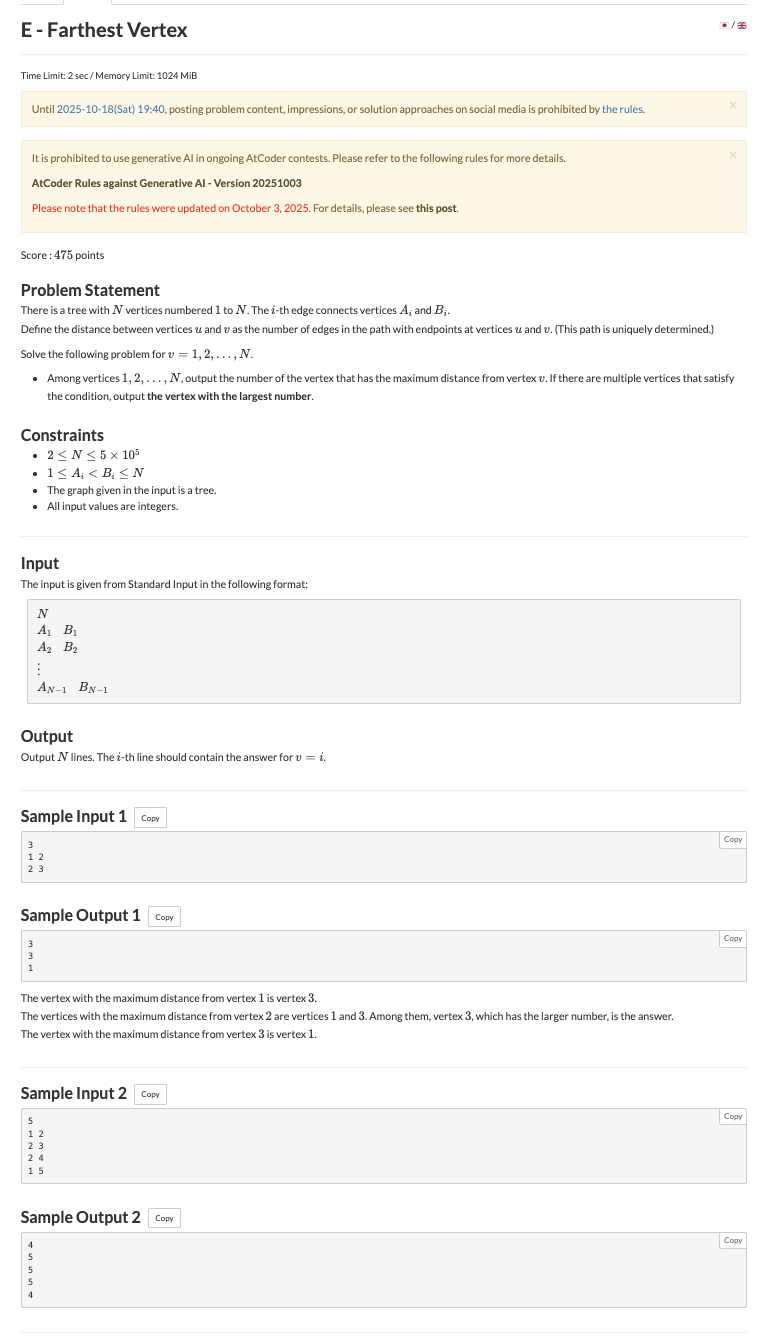 E - Farthest Vertex
/
Time Limit: 2 sec / Memory Limit: 1024 MiB
Until 2025-10-18(Sat) 19:40, posting problem content, impressions, or solution approaches on social media is prohibited by the rules.
×
It is prohibited to use generative AI in ongoing AtCoder contests. Please refer to the following rules for more details.
×
AtCoder Rules against Generative AI - Version 20251003
Please note that the rules were updated on October 3, 2025. For details, please see this post.
Score : 475 points
Problem Statement
There is a tree with N vertices numbered 1 to N. The i-th edge connects vertices A_i and B_i.
Define the distance between vertices u and v as the number of edges in the path with endpoints at vertices u and v. (This path is uniquely determined.)
Solve the following problem for v = 1, 2, . . . , N.
• Among vertices 1, 2, . . . , N, output the number of the vertex that has the maximum distance from vertex v. If there are multiple vertices that satisfy
the condition, output the vertex with the largest number.
Constraints
• 2 ≤ N ≤ 5 × 10^5
• 1 ≤ A_i < B_i ≤ N
• The graph given in the input is a tree.
• All input values are integers.
Input
The input is given from Standard Input in the following format:
N
A_1 B_1
A_2 B_2
⋮
A_{N−1} B_{N−1}
Output
Output N lines. The i-th line should contain the answer for v = i.
Sample Input 1 Copy
Copy
3
1 2
2 3
Sample Output 1 Copy
Copy
3
3
1
The vertex with the maximum distance from vertex 1 is vertex 3.
The vertices with the maximum distance from vertex 2 are vertices 1 and 3. Among them, vertex 3, which has the larger number, is the answer.
The vertex with the maximum distance from vertex 3 is vertex 1.
Sample Input 2 Copy
Copy
5
1 2
2 3
2 4
1 5
Sample Output 2 Copy
Copy
4
5
5
5
4